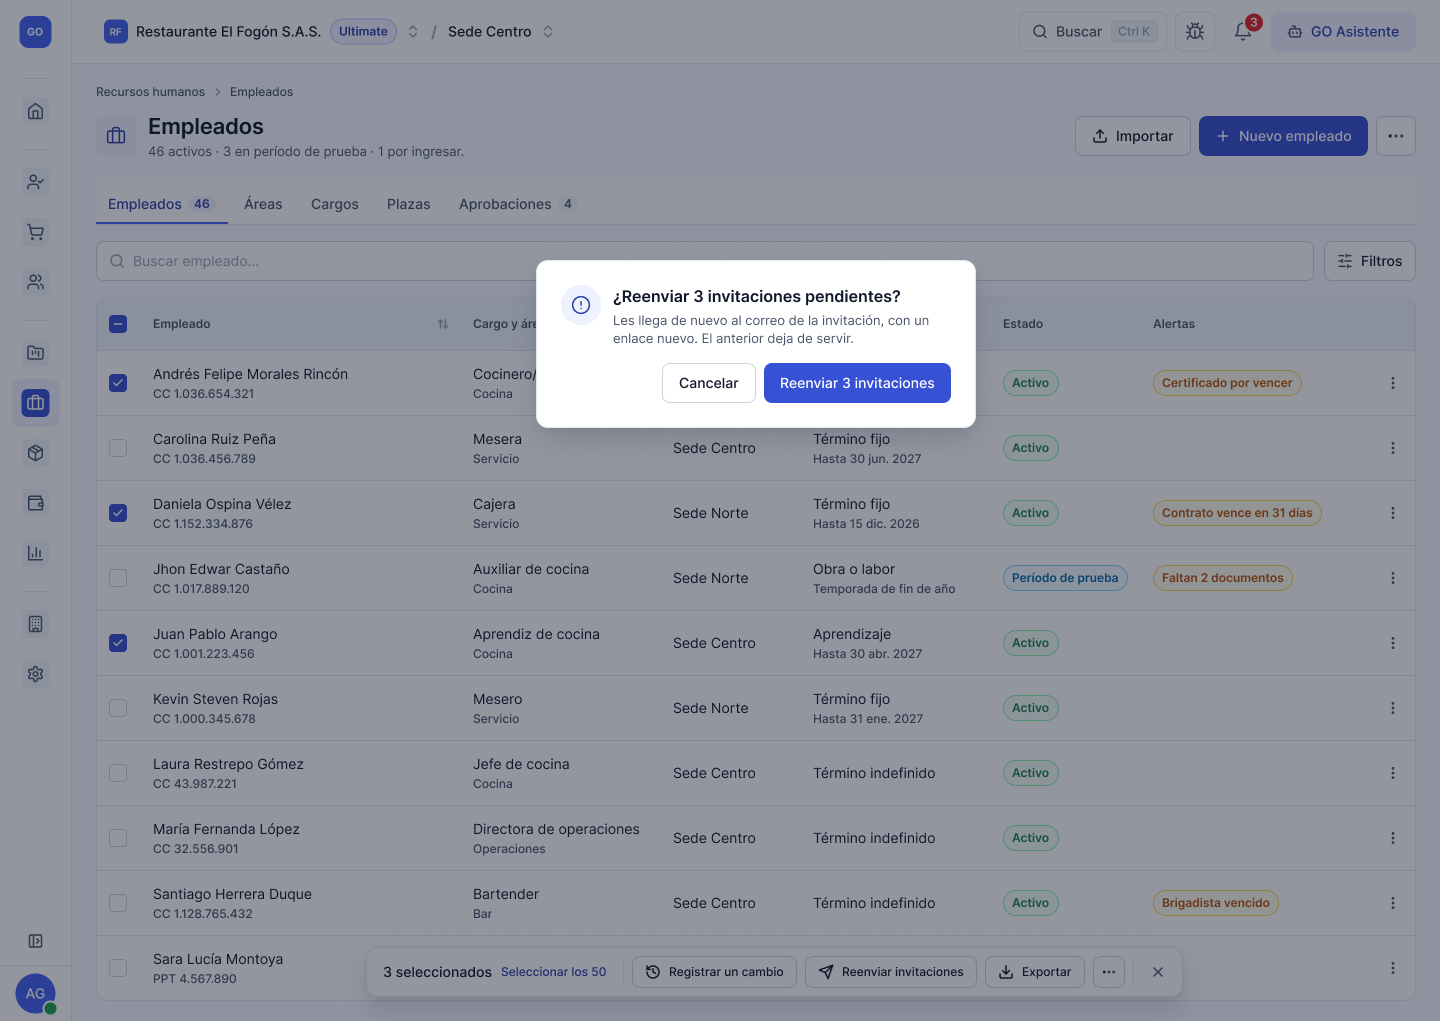 GO
RF Restaurante El Fogón S.A.S. Ultimate / Sede Centro
Buscar Ctrl K
3
GO Asistente
Recursos humanos > Empleados
Empleados
46 activos · 3 en período de prueba · 1 por ingresar.
Importar
+ Nuevo empleado
Empleados 46 Áreas Cargos Plazas Aprobaciones 4
Buscar empleado...
Filtros
¿Reenviar 3 invitaciones pendientes?
Les llega de nuevo al correo de la invitación, con un
enlace nuevo. El anterior deja de servir.
Cancelar Reenviar 3 invitaciones
Empleado Cargo y áre Estado Alertas
Andrés Felipe Morales Rincón Cocinero/ Activo Certificado por vencer
CC 1.036.654.321 Cocina
Carolina Ruiz Peña Mesera Sede Centro Término fijo Activo
CC 1.036.456.789 Servicio Hasta 30 jun. 2027
Daniela Ospina Vélez Cajera Sede Norte Término fijo Activo Contrato vence en 31 días
CC 1.152.334.876 Servicio Hasta 15 dic. 2026
Jhon Edwar Castaño Auxiliar de cocina Sede Norte Obra o labor Período de prueba Faltan 2 documentos
CC 1.017.889.120 Cocina Temporada de fin de año
Juan Pablo Arango Aprendiz de cocina Sede Centro Aprendizaje Activo
CC 1.001.223.456 Cocina Hasta 30 abr. 2027
Kevin Steven Rojas Mesero Sede Norte Término fijo Activo
CC 1.000.345.678 Servicio Hasta 31 ene. 2027
Laura Restrepo Gómez Jefe de cocina Sede Centro Término indefinido Activo
CC 43.987.221 Cocina
María Fernanda López Directora de operaciones Sede Centro Término indefinido Activo
CC 32.556.901 Operaciones
Santiago Herrera Duque Bartender Sede Centro Término indefinido Activo Brigadista vencido
CC 1.128.765.432 Bar
Sara Lucía Montoya
PPT 4.567.890
3 seleccionados Seleccionar los 50 Registrar un cambio Reenviar invitaciones Exportar
AG